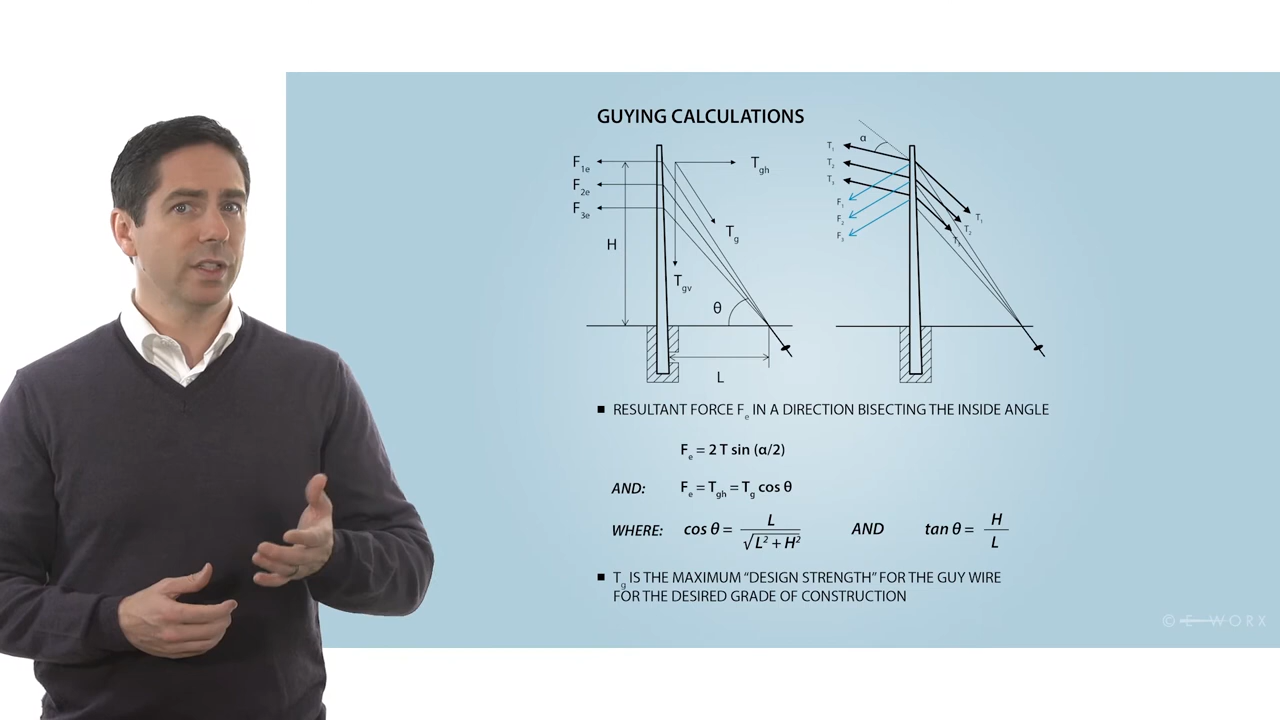 GUYING CALCULATIONS
F1e
F2e
F3e
H
Tgh
Tg
Tgv
θ
L
α
T1
T2
T3
F1
F2
F3
T1
T2
T3
RESULTANT FORCE Fe IN A DIRECTION BISECTING THE INSIDE ANGLE
Fe = 2 T sin (α/2)
AND: Fe = Tgh = Tg cos θ
WHERE: cos θ = L / √L² + H² AND tan θ = H / L
Tg IS THE MAXIMUM “DESIGN STRENGTH” FOR THE GUY WIRE
FOR THE DESIRED GRADE OF CONSTRUCTION
© E WORX